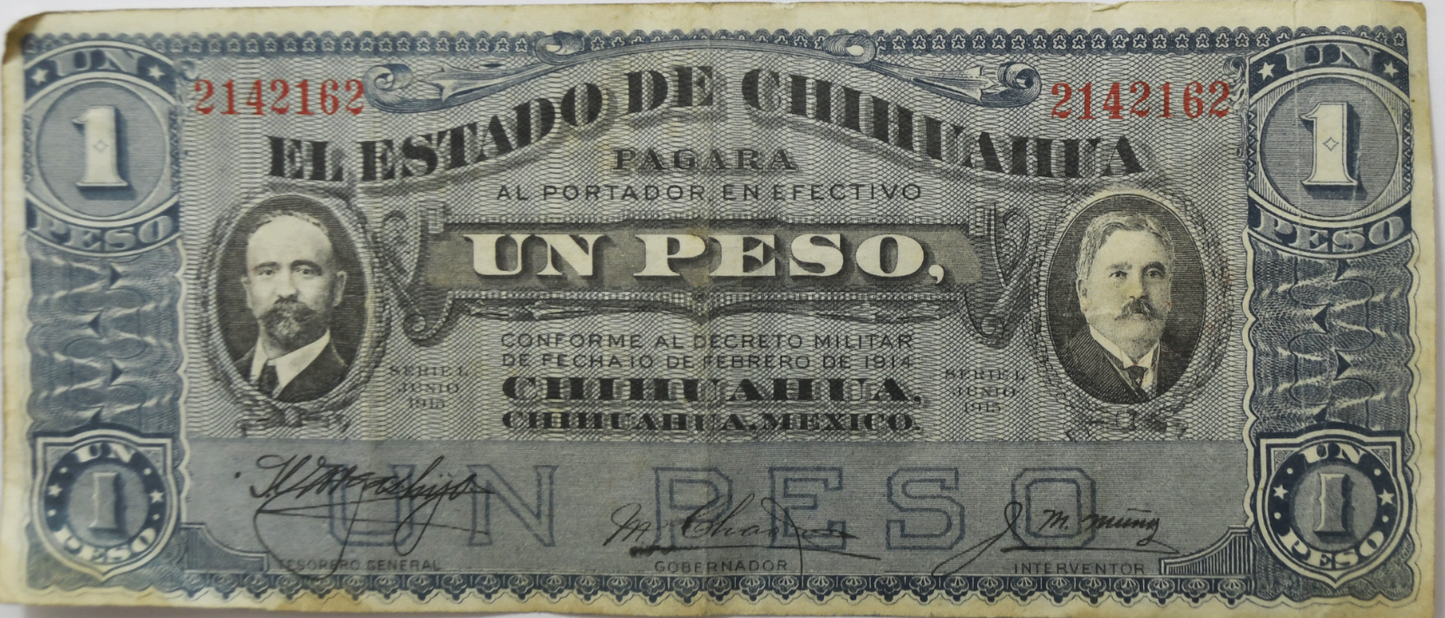 UN
1
PESO
2142162
2142162
UN
1
PESO
EL ESTADO DE CHIHUAHUA
PAGARA
AL PORTADOR EN EFECTIVO
UN PESO,
CONFORME AL DECRETO MILITAR
DE FECHA 10 DE FEBRERO DE 1914
CHIHUAHUA,
CHIHUAHUA, MEXICO.
SERIE L
JUNIO
1915
SERIE L
JUNIO
1915
UN PESO
UN
1
PESO
TESORERO GENERAL
GOBERNADOR
J. M. Muñoz
INTERVENTOR
UN
1
PESO